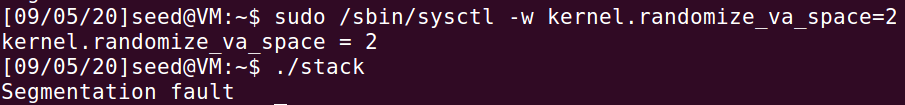 [09/05/20]seed@VM:~$ sudo /sbin/sysctl -w kernel.randomize_va_space=2
kernel.randomize_va_space = 2
[09/05/20]seed@VM:~$ ./stack
Segmentation fault